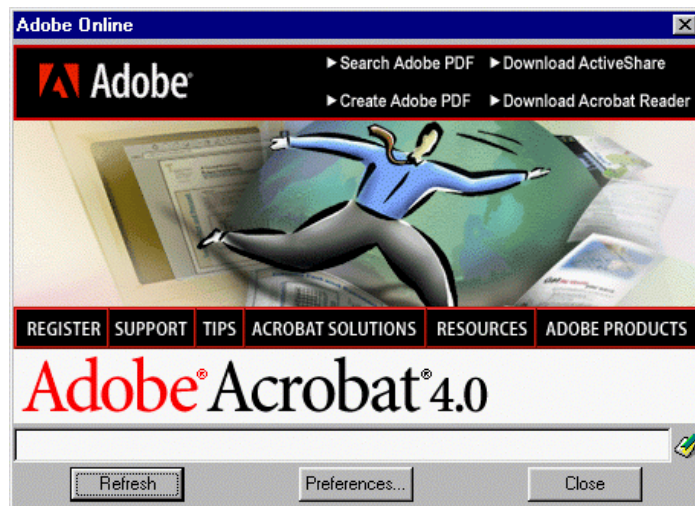 Adobe Online
Adobe®
▶Search Adobe PDF ▶Download ActiveShare
▶Create Adobe PDF ▶Download Acrobat Reader
REGISTER SUPPORT TIPS ACROBAT SOLUTIONS RESOURCES ADOBE PRODUCTS
Adobe® Acrobat® 4.0
Refresh Preferences... Close